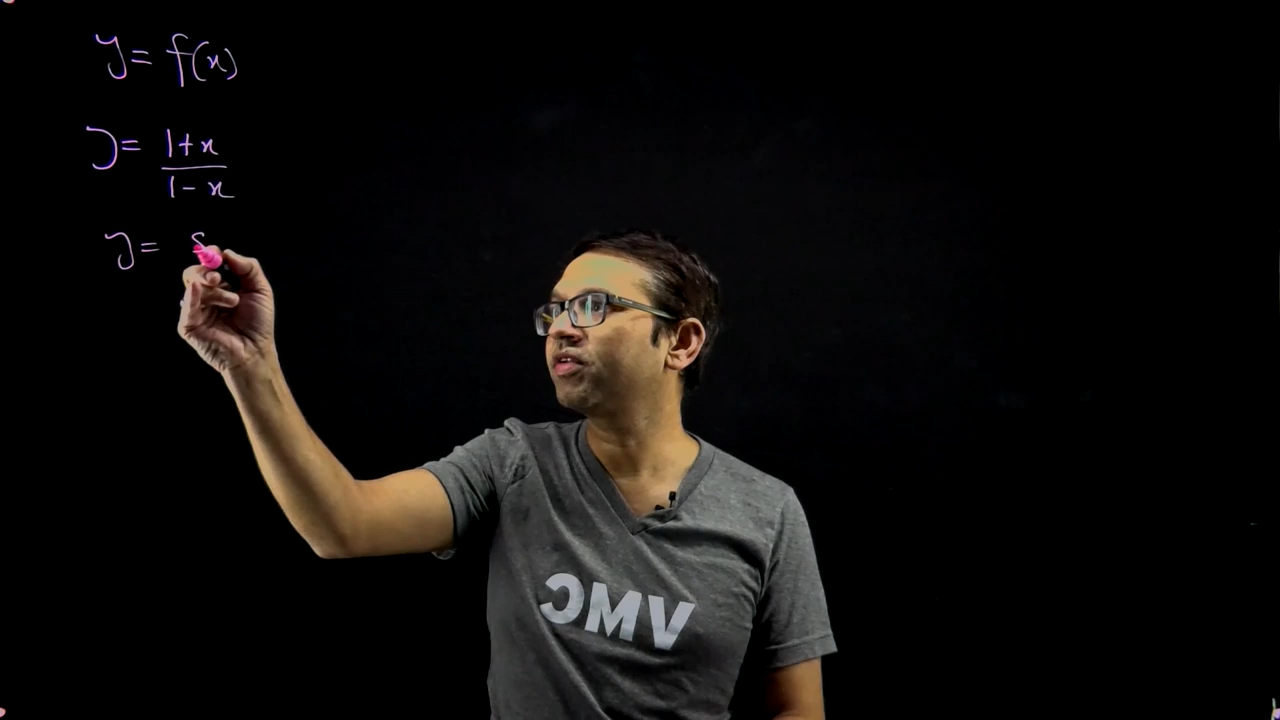 y = f(x)
y = 1+x / 1-x
y = s
VMC